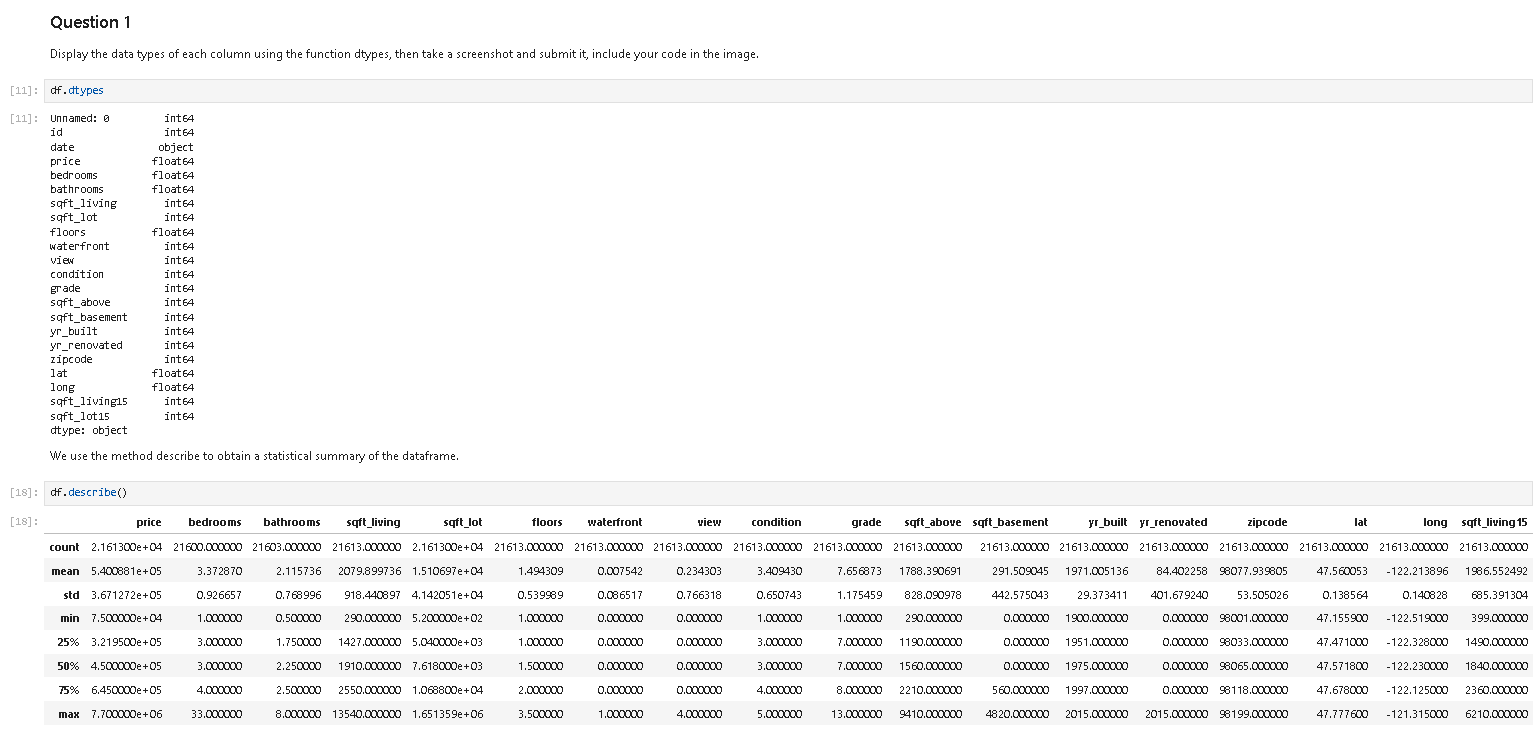 Question 1
Display the data types of each column using the function dtypes, then take a screenshot and submit it, include your code in the image.
[11]: df.dtypes
[11]: Unnamed: 0 int64
id int64
date object
price float64
bedrooms float64
bathrooms float64
sqft_living int64
sqft_lot int64
floors float64
waterfront int64
view int64
condition int64
grade int64
sqft_above int64
sqft_basement int64
yr_built int64
yr_renovated int64
zipcode int64
lat float64
long float64
sqft_living15 int64
sqft_lot15 int64
dtype: object
We use the method describe to obtain a statistical summary of the dataframe.
[18]: df.describe()
[18]: price bedrooms bathrooms sqft_living sqft_lot floors waterfront view condition grade sqft_above sqft_basement yr_built yr_renovated zipcode lat long sqft_living15
count 2.161300e+04 21600.000000 21603.000000 21613.000000 2.161300e+04 21613.000000 21613.000000 21613.000000 21613.000000 21613.000000 21613.000000 21613.000000 21613.000000 21613.000000 21613.000000 21613.000000 21613.000000 21613.000000
mean 5.400881e+05 3.372870 2.115736 2079.899736 1.510697e+04 1.494309 0.007542 0.234303 3.409430 7.656873 1788.390691 291.509045 1971.005136 84.402258 98077.939805 47.560053 -122.213896 1986.552492
std 3.671272e+05 0.926657 0.768996 918.440897 4.142051e+04 0.539989 0.086517 0.766318 0.650743 1.175459 828.090978 442.575043 29.373411 401.679240 53.505026 0.138564 0.140828 685.391304
min 7.500000e+04 1.000000 0.500000 290.000000 5.200000e+02 1.000000 0.000000 0.000000 1.000000 1.000000 290.000000 0.000000 1900.000000 0.000000 98001.000000 47.155900 -122.519000 399.000000
25% 3.219500e+05 3.000000 1.750000 1427.000000 5.040000e+03 1.000000 0.000000 0.000000 3.000000 7.000000 1190.000000 0.000000 1951.000000 0.000000 98033.000000 47.471000 -122.328000 1490.000000
50% 4.500000e+05 3.000000 2.250000 1910.000000 7.618000e+03 1.500000 0.000000 0.000000 3.000000 7.000000 1560.000000 0.000000 1975.000000 0.000000 98065.000000 47.571800 -122.230000 1840.000000
75% 6.450000e+05 4.000000 2.500000 2550.000000 1.068800e+04 2.000000 0.000000 0.000000 4.000000 8.000000 2210.000000 560.000000 1997.000000 0.000000 98118.000000 47.678000 -122.125000 2360.000000
max 7.700000e+06 33.000000 8.000000 13540.000000 1.651359e+06 3.500000 1.000000 4.000000 5.000000 13.000000 9410.000000 4820.000000 2015.000000 2015.000000 98199.000000 47.777600 -121.315000 6210.000000